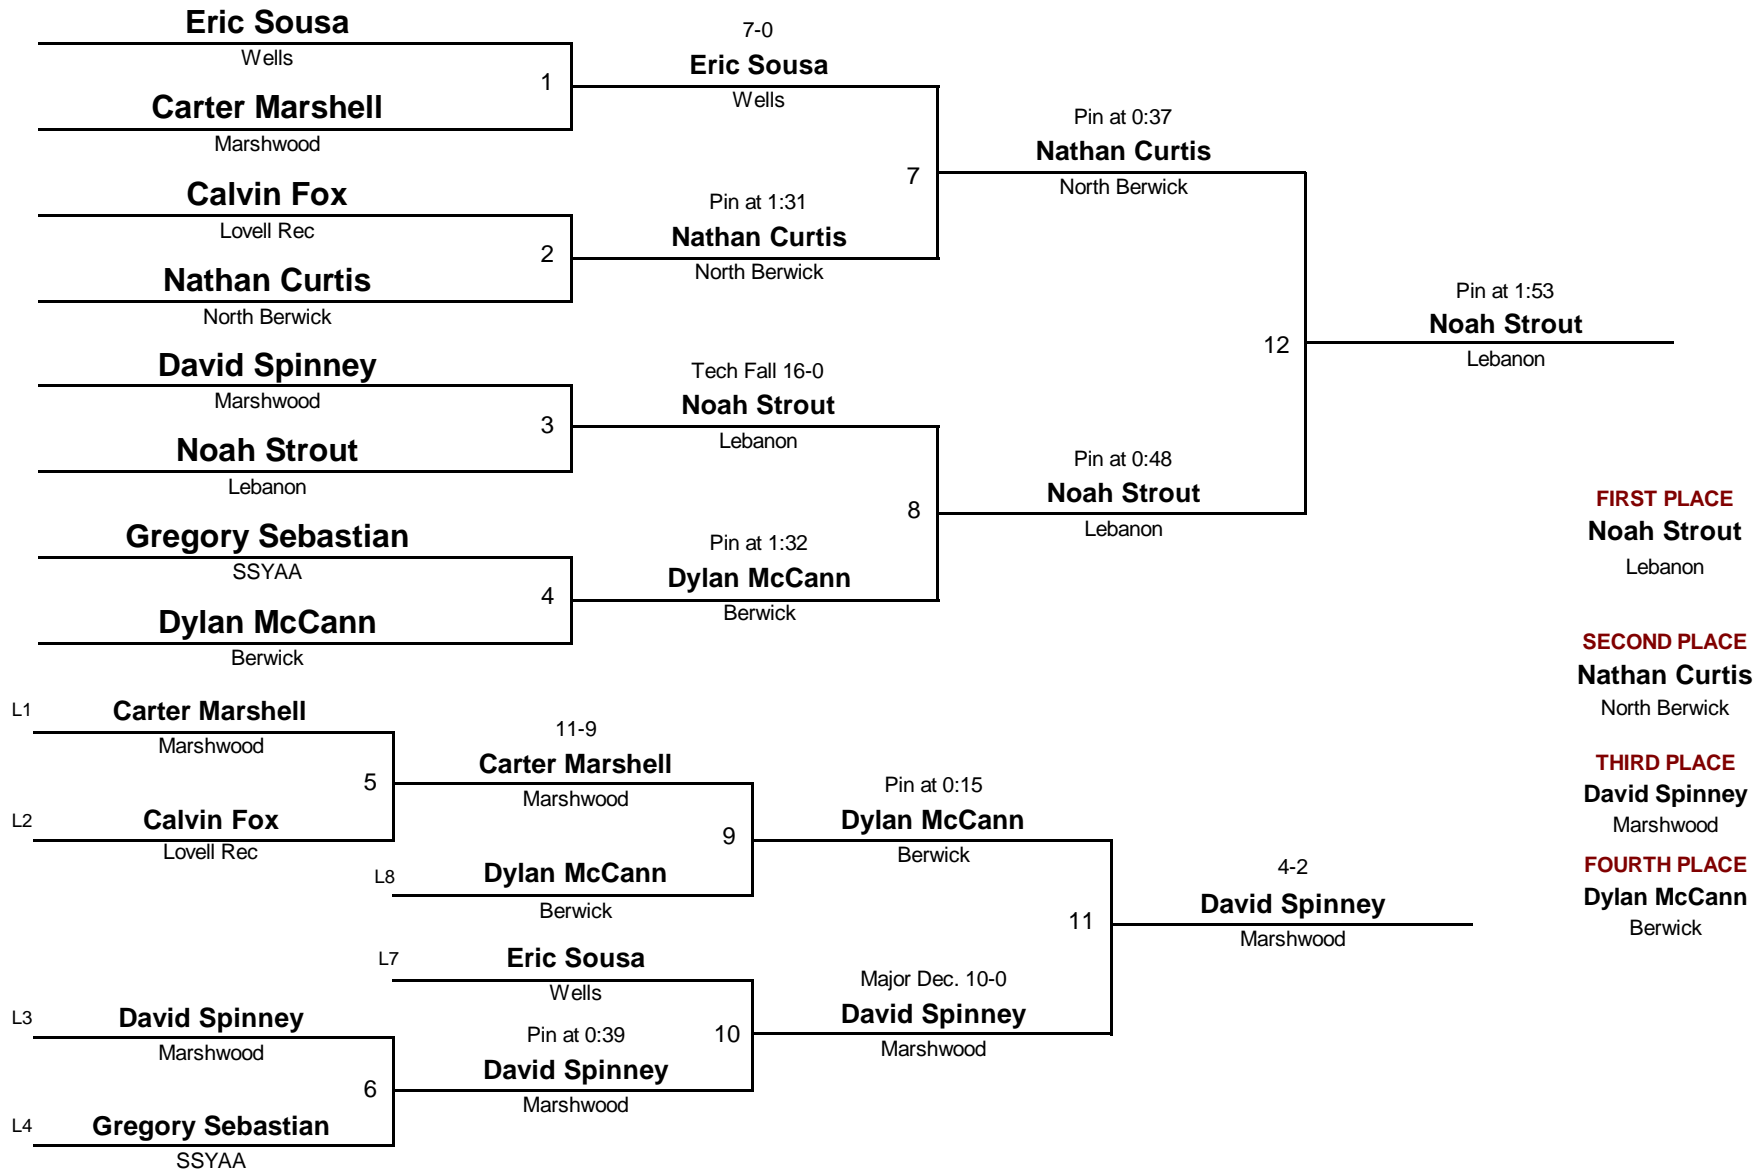 Eric Sousa
Wells
1
Carter Marshell
Marshwood
Calvin Fox
Lovell Rec
2
Nathan Curtis
North Berwick
David Spinney
Marshwood
3
Noah Strout
Lebanon
Gregory Sebastian
SSYAA
4
Dylan McCann
Berwick
7-0
Eric Sousa
Wells
7
Pin at 1:31
Nathan Curtis
North Berwick
Tech Fall 16-0
Noah Strout
Lebanon
8
Pin at 1:32
Dylan McCann
Berwick
Pin at 0:37
Nathan Curtis
North Berwick
12
Pin at 0:48
Noah Strout
Lebanon
Pin at 1:53
Noah Strout
Lebanon
L1 Carter Marshell
Marshwood
5
L2 Calvin Fox
Lovell Rec
11-9
Carter Marshell
Marshwood
9
L8 Dylan McCann
Berwick
L7 Eric Sousa
Wells
10
L3 David Spinney
Marshwood
6
L4 Gregory Sebastian
SSYAA
Pin at 0:39
David Spinney
Marshwood
Pin at 0:15
Dylan McCann
Berwick
11
Major Dec. 10-0
David Spinney
Marshwood
4-2
David Spinney
Marshwood
FIRST PLACE
Noah Strout
Lebanon
SECOND PLACE
Nathan Curtis
North Berwick
THIRD PLACE
David Spinney
Marshwood
FOURTH PLACE
Dylan McCann
Berwick